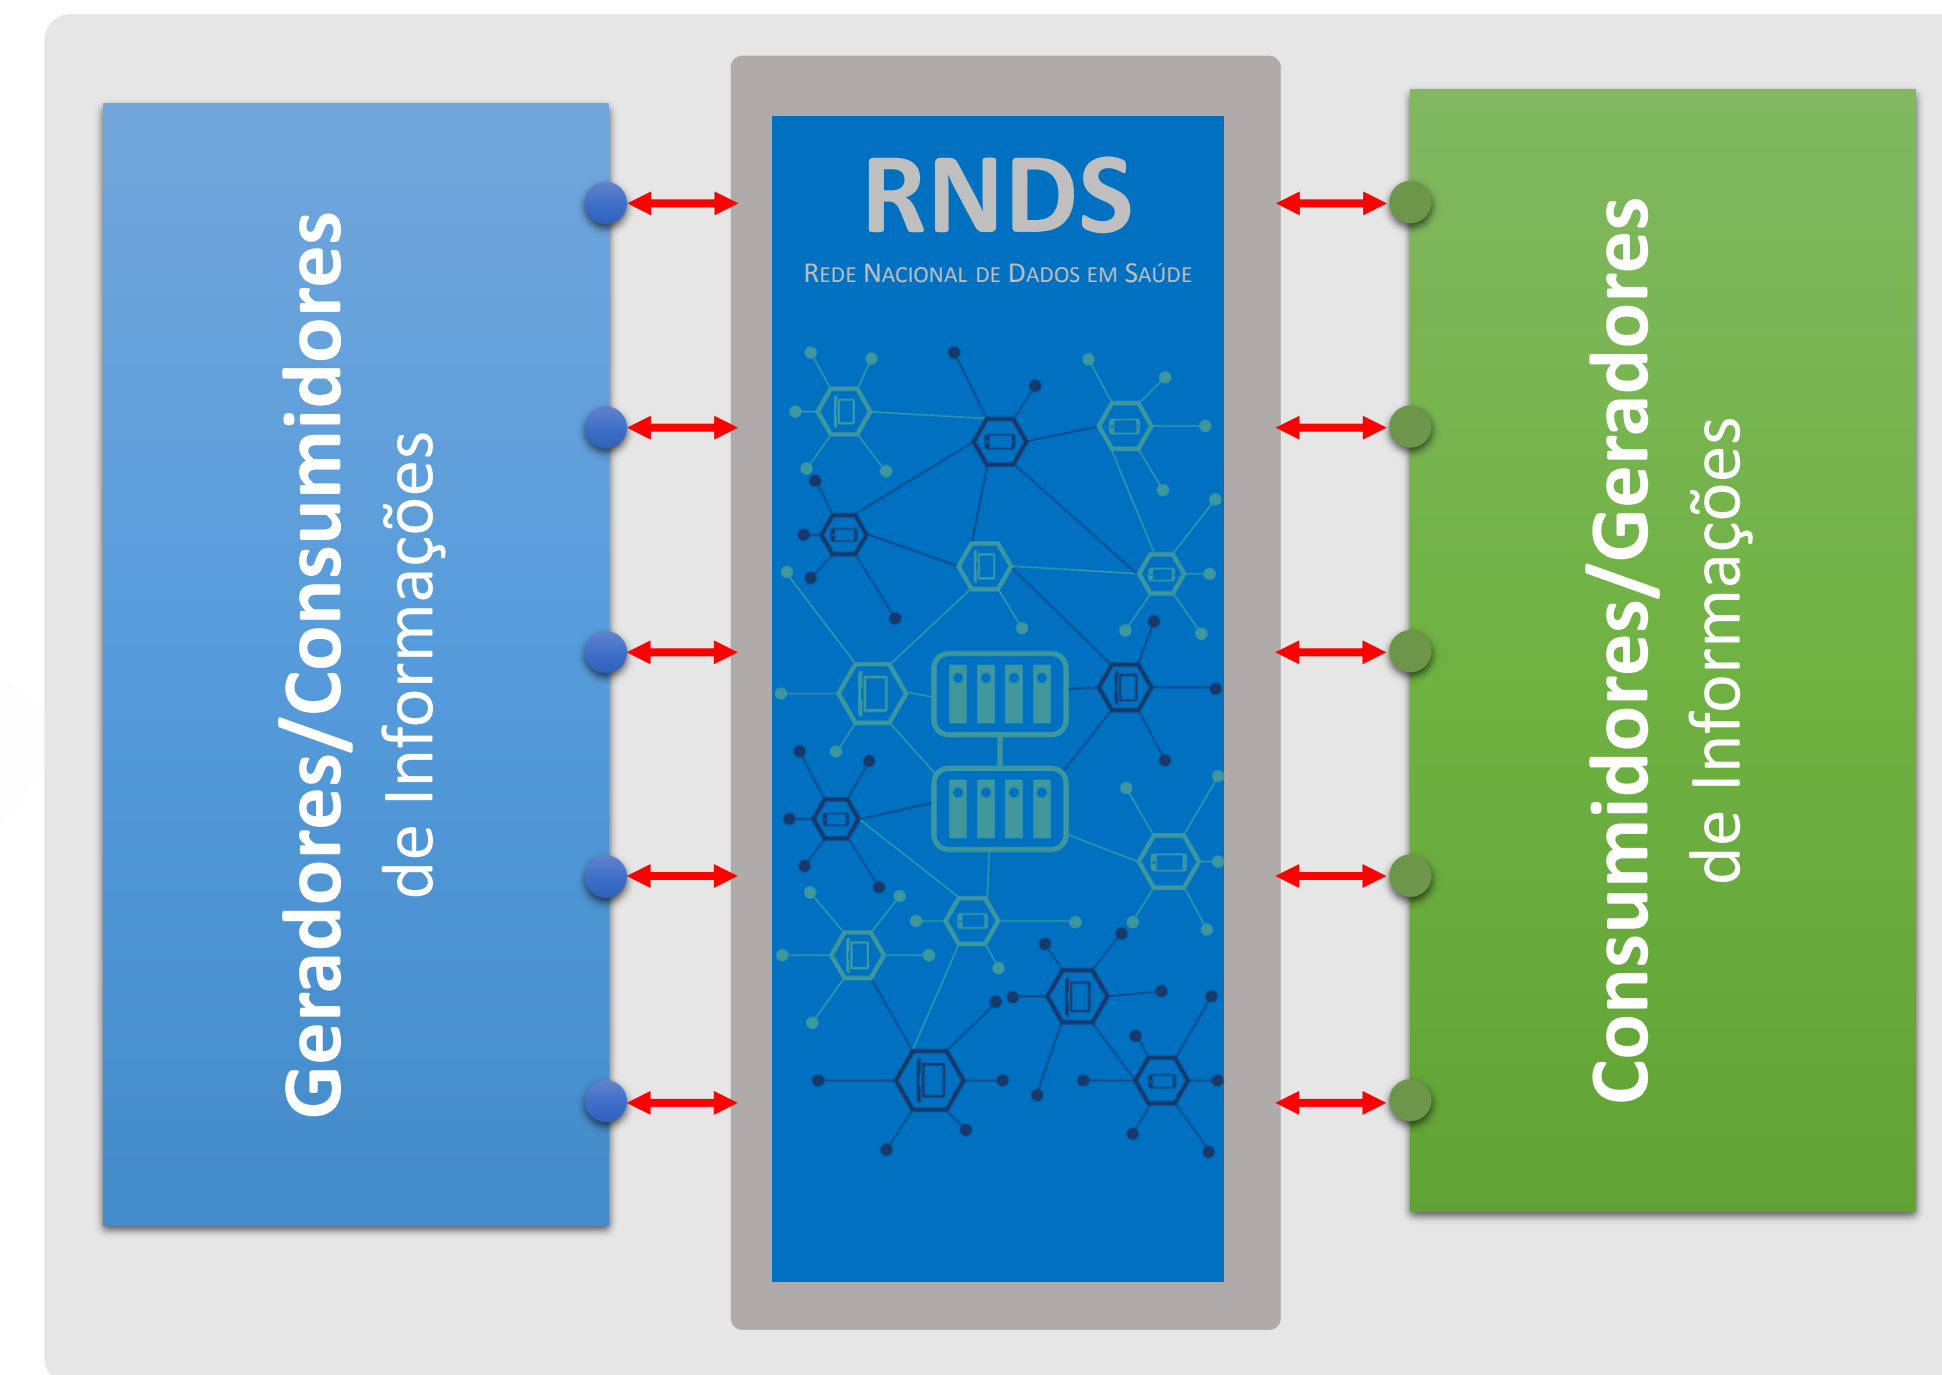 Geradores/Consumidores
de Informações
RNDS
Rede Nacional de Dados em Saúde
Consumidores/Geradores
de Informações